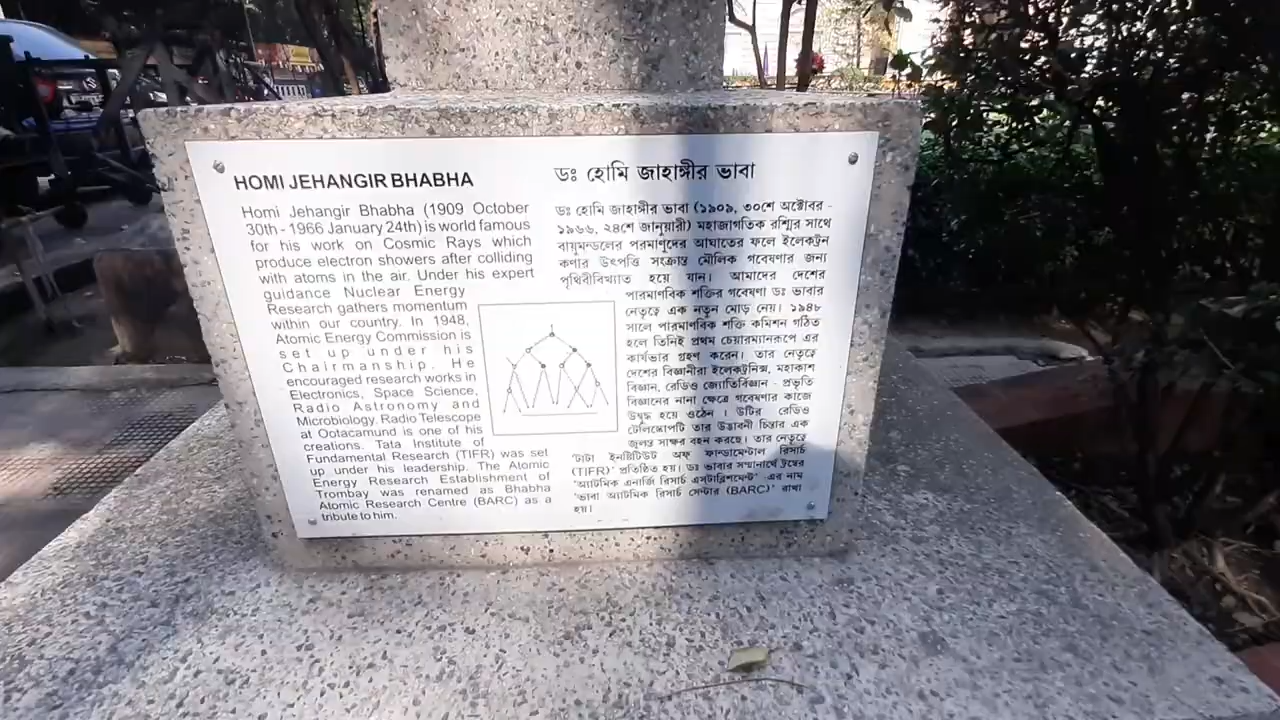 HOMI JEHANGIR BHABHA
Homi Jehangir Bhabha (1909 October
30th - 1966 January 24th) is world famous
for his work on Cosmic Rays which
produce electron showers after colliding
with atoms in the air. Under his expert
guidance Nuclear Energy
Research gathers momentum
within our country. In 1948,
Atomic Energy Commission is
set up under his
Chairmanship. He
encouraged research works in
Electronics, Space Science,
Radio Astronomy and
Microbiology. Radio Telescope
at Ootacamund is one of his
creations. Tata Institute of
Fundamental Research (TIFR) was set
up under his leadership. The Atomic
Energy Research Establishment of
Trombay was renamed as Bhabha
Atomic Research Centre (BARC) as a
tribute to him.
ডঃ হোমি জাহাঙ্গীর ভাবা
ডঃ হোমি জাহাঙ্গীর ভাবা (১৯০৯, ৩০শে অক্টোবর -
১৯৬৬, ২৪শে জানুয়ারী) মহাজাগতিক রশ্মির সাথে
বায়ুমন্ডলের পরমাণুদের আঘাতের ফলে ইলেকট্রন
কণার উৎপত্তি সংক্রান্ত মৌলিক গবেষণার জন্য
পৃথিবীবিখ্যাত হয়ে যান। আমাদের দেশের
পারমাণবিক শক্তির গবেষণা ডঃ ভাবার
নেতৃত্বে এক নতুন মোড় নেয়। ১৯৪৮
সালে পারমাণবিক শক্তি কমিশন গঠিত
হলে তিনিই প্রথম চেয়ারম্যানরূপে এর
কার্যভার গ্রহণ করেন। তার নেতৃত্বে
দেশের বিজ্ঞানীরা ইলেকট্রনিক্স, মহাকাশ
বিজ্ঞান, রেডিও জ্যোতির্বিজ্ঞান - প্রভৃতি
বিজ্ঞানের নানা ক্ষেত্রে গবেষণার কাজে
উদ্বুদ্ধ হয়ে ওঠেন । উটির রেডিও
টেলিস্কোপটি তার উদ্ভাবনী চিন্তার এক
জ্বলন্ত সাক্ষর বহন করছে। তার নেতৃত্বে
'টাটা ইনষ্টিটিউট অফ্ ফান্ডামেন্টাল রিসার্চ
(TIFR)' প্রতিষ্ঠিত হয়। ডঃ ভাবার সম্মানার্থে ট্রম্বের
'অ্যাটমিক এনার্জি রিসার্চ এসটাব্লিশমেন্ট' -এর নাম
'ভাবা অ্যাটমিক রিসার্চ সেন্টার (BARC)' রাখা
হয়।